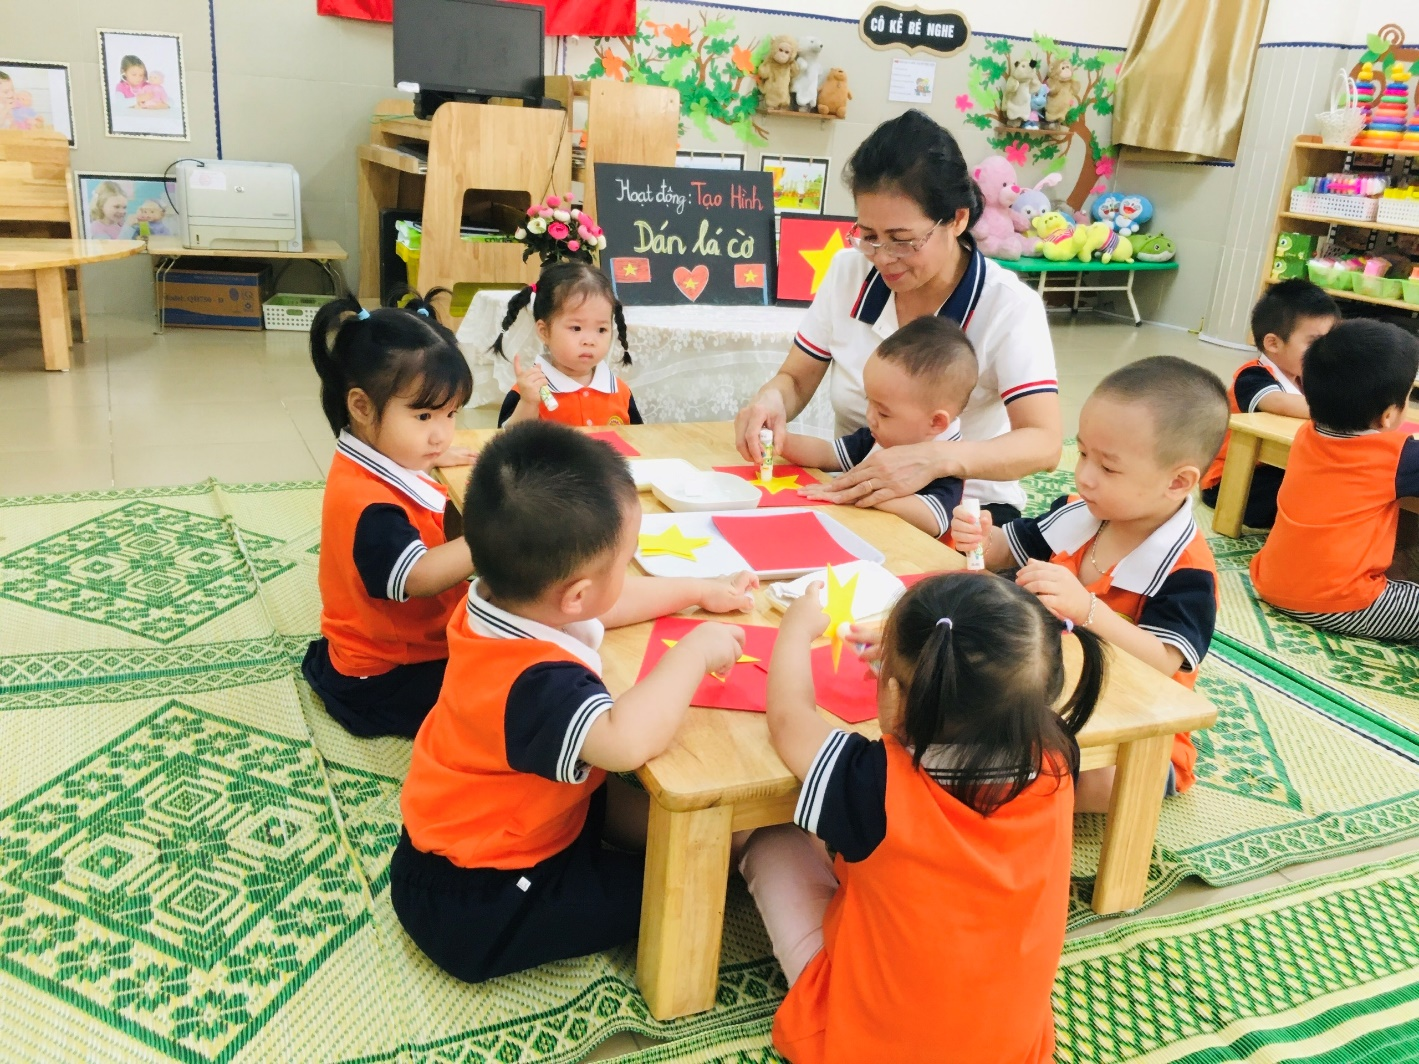 CÔ KỂ BÉ NGHE
Hoạt động: Tạo Hình
Dán lá cờ